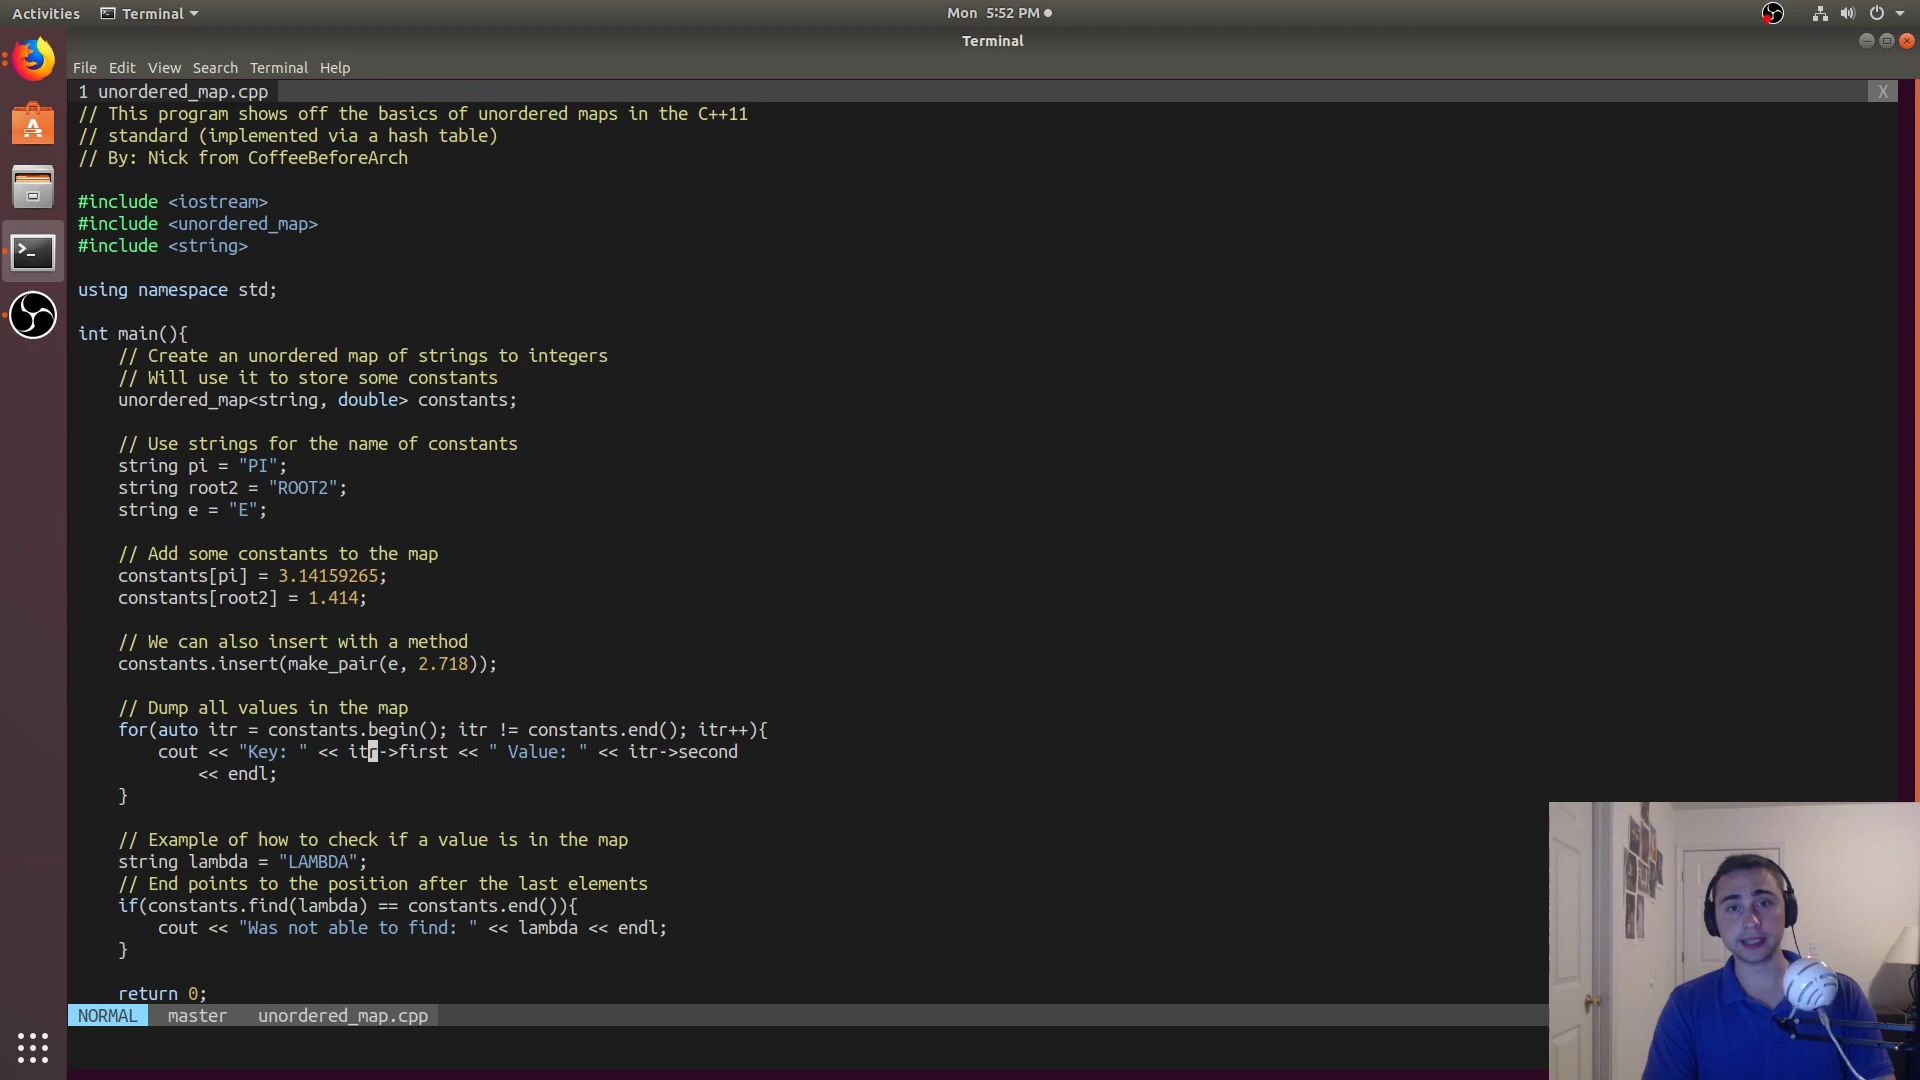 Activities Terminal Mon 5:52 PM
Terminal
File Edit View Search Terminal Help
1 unordered_map.cpp X
// This program shows off the basics of unordered maps in the C++11
// standard (implemented via a hash table)
// By: Nick from CoffeeBeforeArch
#include <iostream>
#include <unordered_map>
#include <string>
using namespace std;
int main(){
// Create an unordered map of strings to integers
// Will use it to store some constants
unordered_map<string, double> constants;
// Use strings for the name of constants
string pi = "PI";
string root2 = "ROOT2";
string e = "E";
// Add some constants to the map
constants[pi] = 3.14159265;
constants[root2] = 1.414;
// We can also insert with a method
constants.insert(make_pair(e, 2.718));
// Dump all values in the map
for(auto itr = constants.begin(); itr != constants.end(); itr++){
cout << "Key: " << itr->first << " Value: " << itr->second
<< endl;
}
// Example of how to check if a value is in the map
string lambda = "LAMBDA";
// End points to the position after the last elements
if(constants.find(lambda) == constants.end()){
cout << "Was not able to find: " << lambda << endl;
}
return 0;
NORMAL master unordered_map.cpp